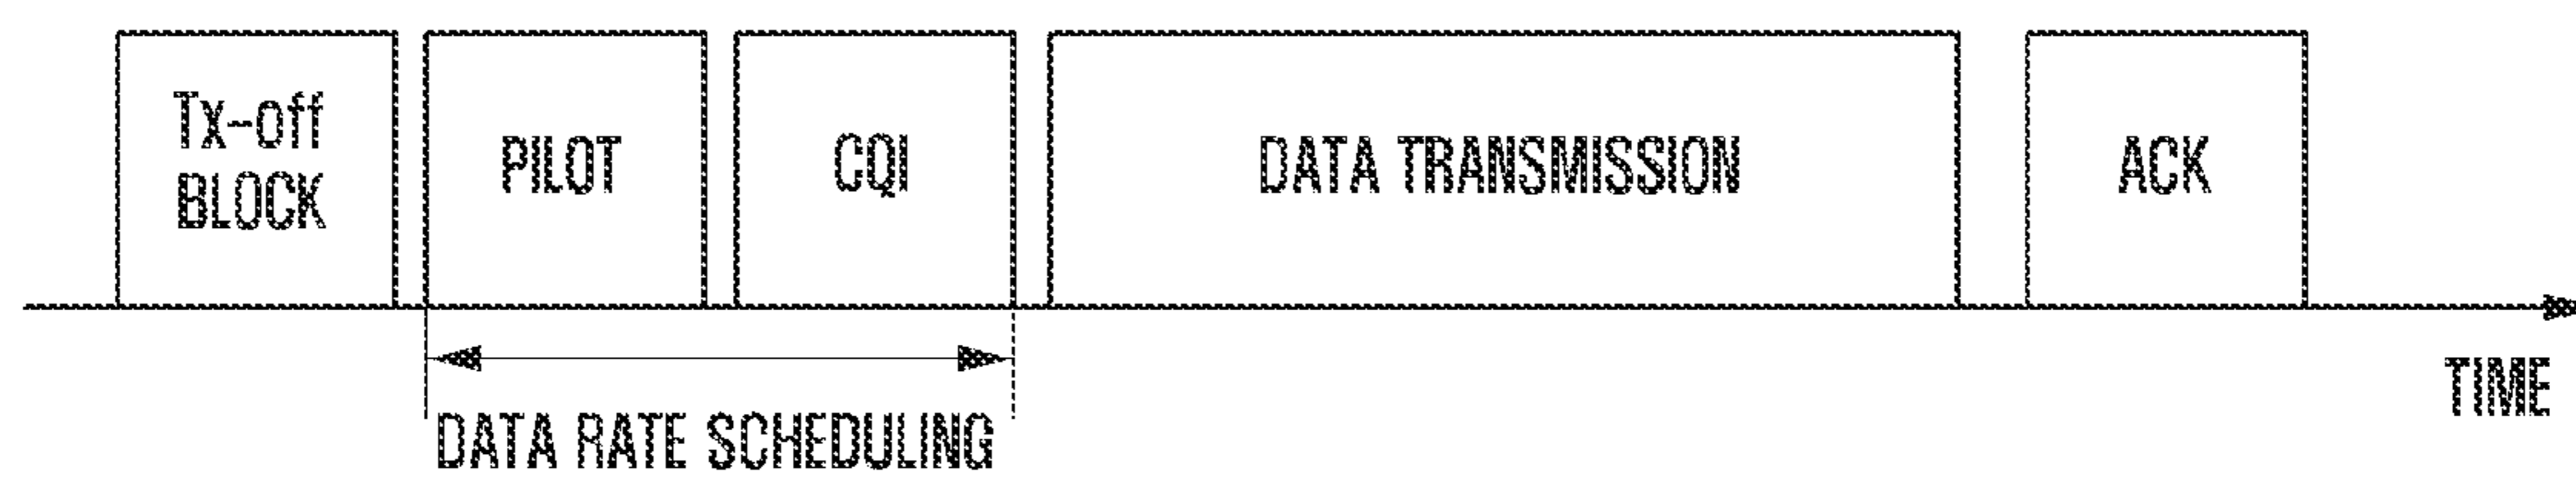 Tx-off
BLOCK
PILOT
CQI
DATA TRANSMISSION
ACK
TIME
DATA RATE SCHEDULING